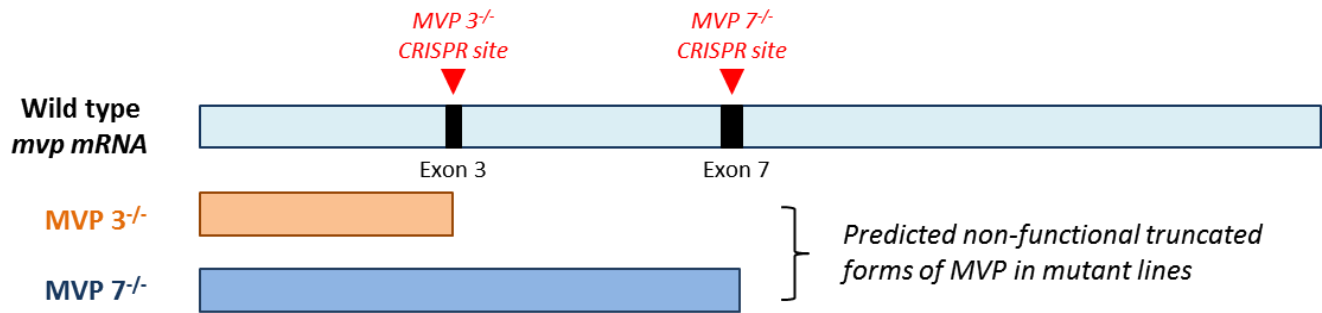 MVP 3-/-
CRISPR site
MVP 7-/-
CRISPR site
Wild type
mvp mRNA
Exon 3
Exon 7
MVP 3-/-
MVP 7-/-
Predicted non-functional truncated
forms of MVP in mutant lines